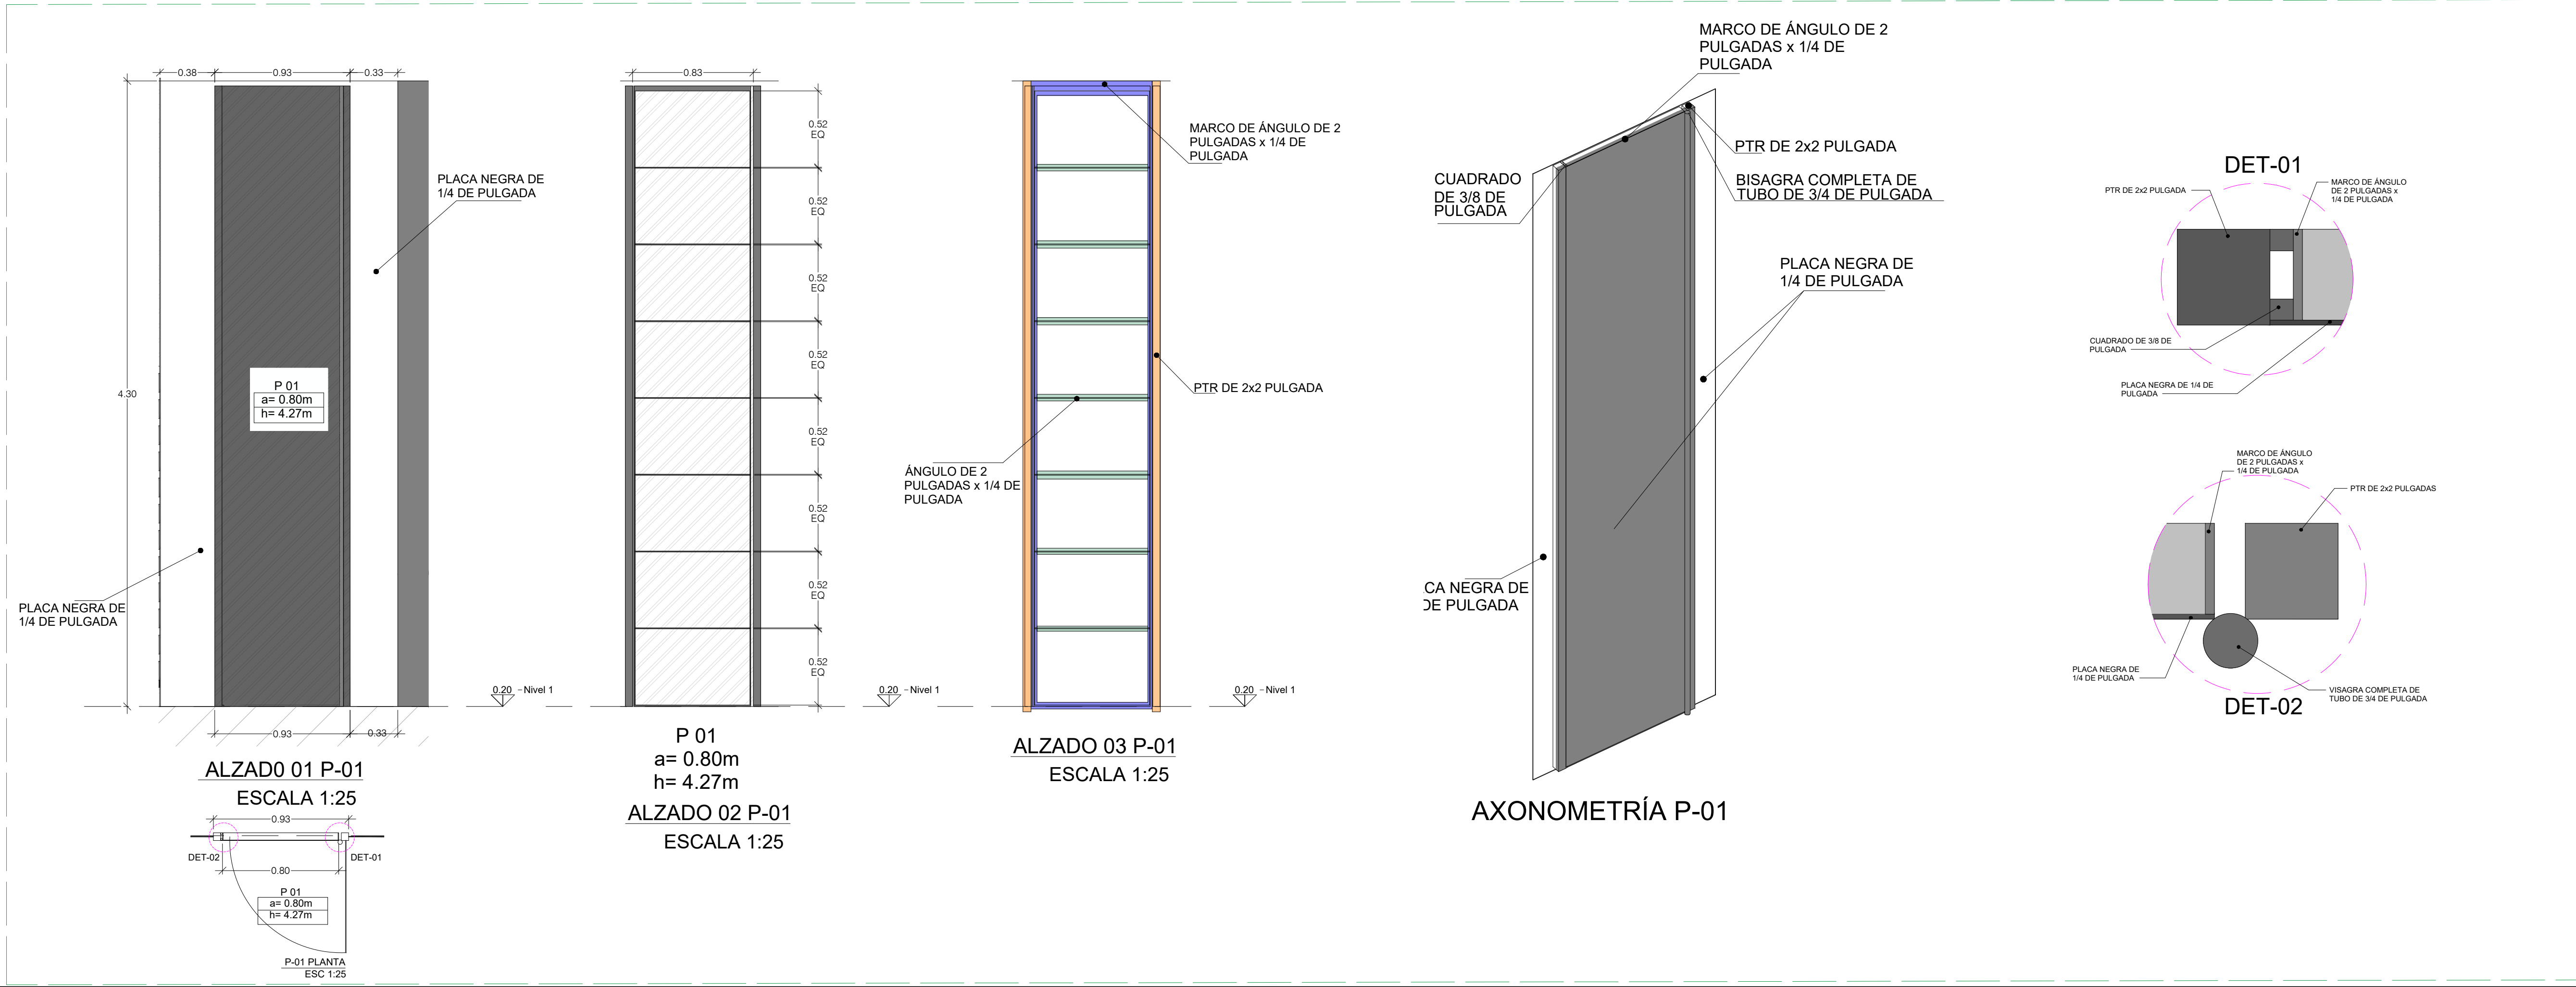 0.38
0.93
0.33
4.30
PLACA NEGRA DE
1/4 DE PULGADA
P 01
a= 0.80m
h= 4.27m
PLACA NEGRA DE
1/4 DE PULGADA
0.20
Nivel 1
0.93
0.33
ALZAD0 01 P-01
ESCALA 1:25
0.93
DET-02
DET-01
0.80
P 01
a= 0.80m
h= 4.27m
P-01 PLANTA
ESC 1:25
0.83
0.52
EQ
0.52
EQ
0.52
EQ
0.52
EQ
0.52
EQ
0.52
EQ
0.52
EQ
0.52
EQ
0.20
Nivel 1
P 01
a= 0.80m
h= 4.27m
ALZADO 02 P-01
ESCALA 1:25
MARCO DE ÁNGULO DE 2
PULGADAS x 1/4 DE
PULGADA
PTR DE 2x2 PULGADA
ÁNGULO DE 2
PULGADAS x 1/4 DE
PULGADA
0.20
Nivel 1
ALZADO 03 P-01
ESCALA 1:25
MARCO DE ÁNGULO DE 2
PULGADAS x 1/4 DE
PULGADA
PTR DE 2x2 PULGADA
CUADRADO
DE 3/8 DE
PULGADA
BISAGRA COMPLETA DE
TUBO DE 3/4 DE PULGADA
PLACA NEGRA DE
1/4 DE PULGADA
CA NEGRA DE
DE PULGADA
AXONOMETRÍA P-01
DET-01
PTR DE 2x2 PULGADA
MARCO DE ÁNGULO
DE 2 PULGADAS x
1/4 DE PULGADA
CUADRADO DE 3/8 DE
PULGADA
PLACA NEGRA DE 1/4 DE
PULGADA
MARCO DE ÁNGULO
DE 2 PULGADAS x
1/4 DE PULGADA
PTR DE 2x2 PULGADAS
PLACA NEGRA DE
1/4 DE PULGADA
VISAGRA COMPLETA DE
TUBO DE 3/4 DE PULGADA
DET-02